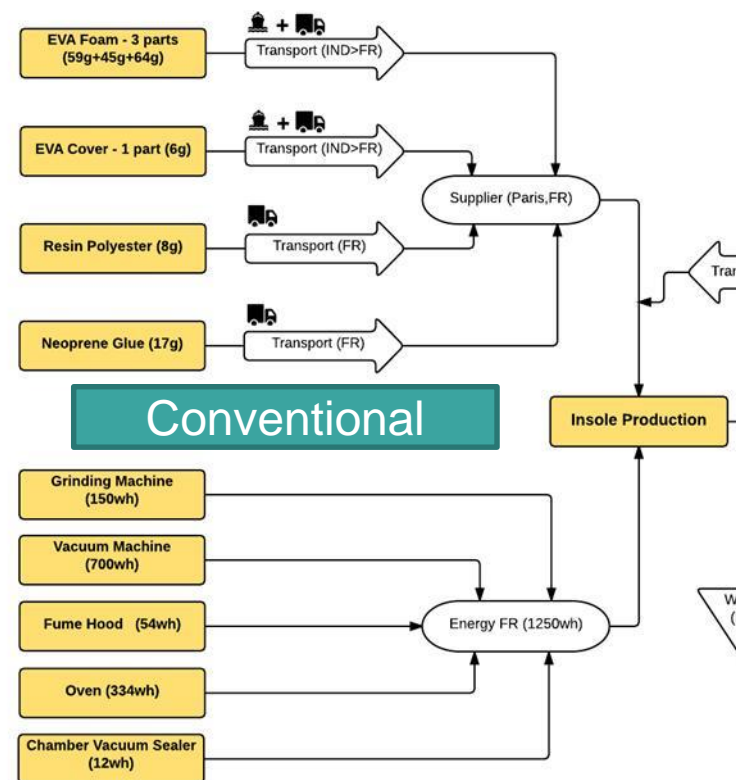 EVA Foam - 3 parts
(59g+45g+64g)
+
Transport (IND>FR)
EVA Cover - 1 part (6g)
+
Transport (IND>FR)
Supplier (Paris,FR)
Resin Polyester (8g)
Transport (FR)
Neoprene Glue (17g)
Transport (FR)
Conventional
Insole Production
Grinding Machine
(150wh)
Vacuum Machine
(700wh)
Fume Hood (54wh)
Energy FR (1250wh)
Oven (334wh)
Chamber Vacuum Sealer
(12wh)